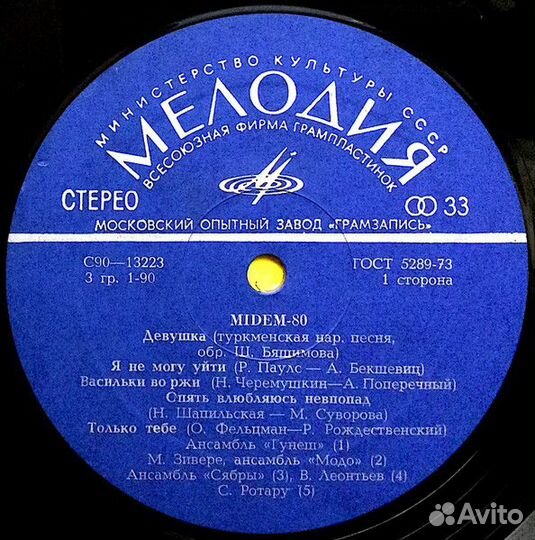 МИНИСТЕРСТВО КУЛЬТУРЫ СССР
МЕЛОДИЯ
ВСЕСОЮЗНАЯ ФИРМА ГРАМПЛАСТИНОК
СТЕРЕО
33
МОСКОВСКИЙ ОПЫТНЫЙ ЗАВОД «ГРАМЗАПИСЬ»
С90—13223
ГОСТ 5289-73
3 гр. 1-90
1 сторона
MIDEM-80
Девушка (туркменская нар. песня,
обр. Ш. Бяшимова)
Я не могу уйти (Р. Паулс — А. Бекшевиц)
Васильки во ржи (Н. Черемушкин—А. Поперечный)
Спять влюбляюсь невпопад
(Н. Шапильская — М. Суворова)
Только тебе (О. Фельцман—Р. Рождественский)
Ансамбль «Гунеш» (1)
М. Зивере, ансамбль «Модо» (2)
Ансамбль «Сябры» (3), В. Леонтьев (4)
С. Ротару (5)
Avito